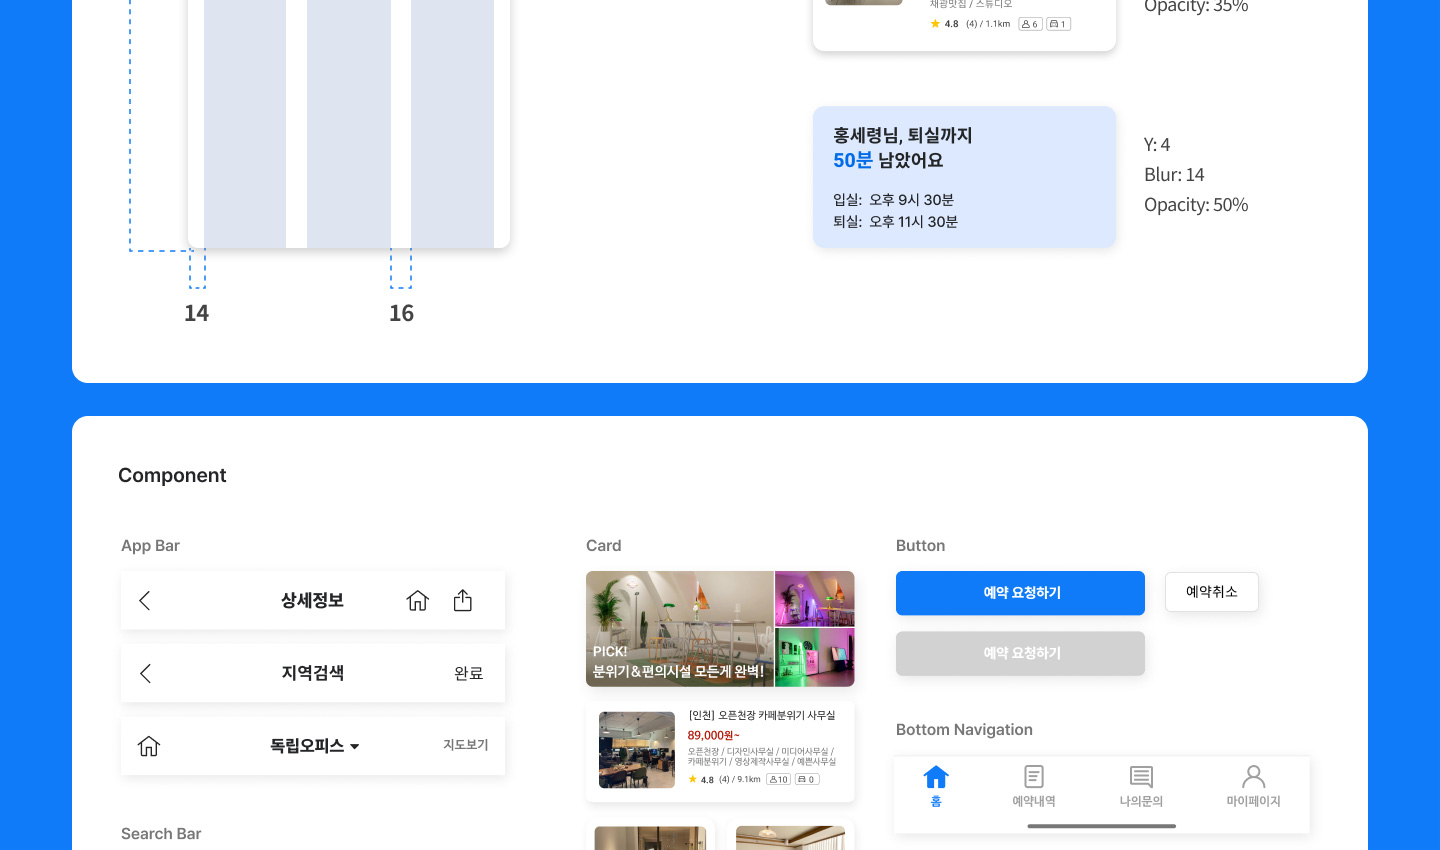 채광맛집 / 스튜디오
4.8 (4) / 1.1km 6 1
Opacity: 35%
홍세령님, 퇴실까지
50분 남았어요
입실: 오후 9시 30분
퇴실: 오후 11시 30분
Y: 4
Blur: 14
Opacity: 50%
14
16
Component
App Bar
상세정보
지역검색
완료
독립오피스
지도보기
Search Bar
Card
PICK!
분위기&편의시설 모든게 완벽!
[인천] 오픈천장 카페분위기 사무실
89,000원~
오픈천장 / 디자인사무실 / 미디어사무실 /
카페분위기 / 영상제작사무실 / 예쁜사무실
4.8 (4) / 9.1km 10 0
Button
예약 요청하기
예약취소
예약 요청하기
Bottom Navigation
홈
예약내역
나의문의
마이페이지